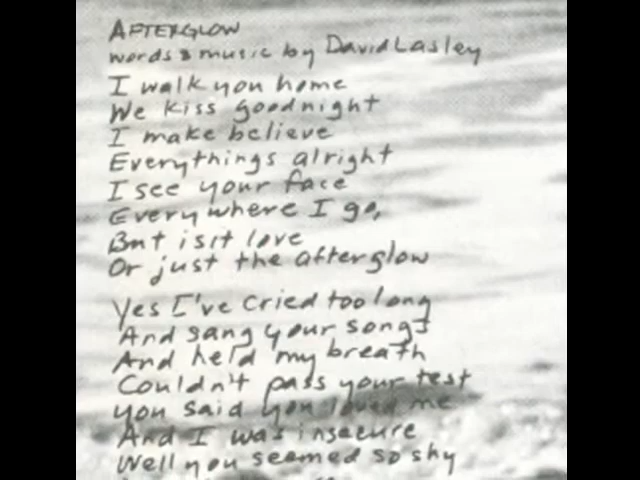 AFTERGLOW
words & music by David Lasley
I walk you home
We kiss goodnight
I make believe
Everythings alright
I see your face
Everywhere I go,
But is it love
Or just the afterglow
Yes I've cried too long
And sang your songs
And held my breath
Couldn't pass your test
you said you loved me
And I was insecure
Well you seemed so shy